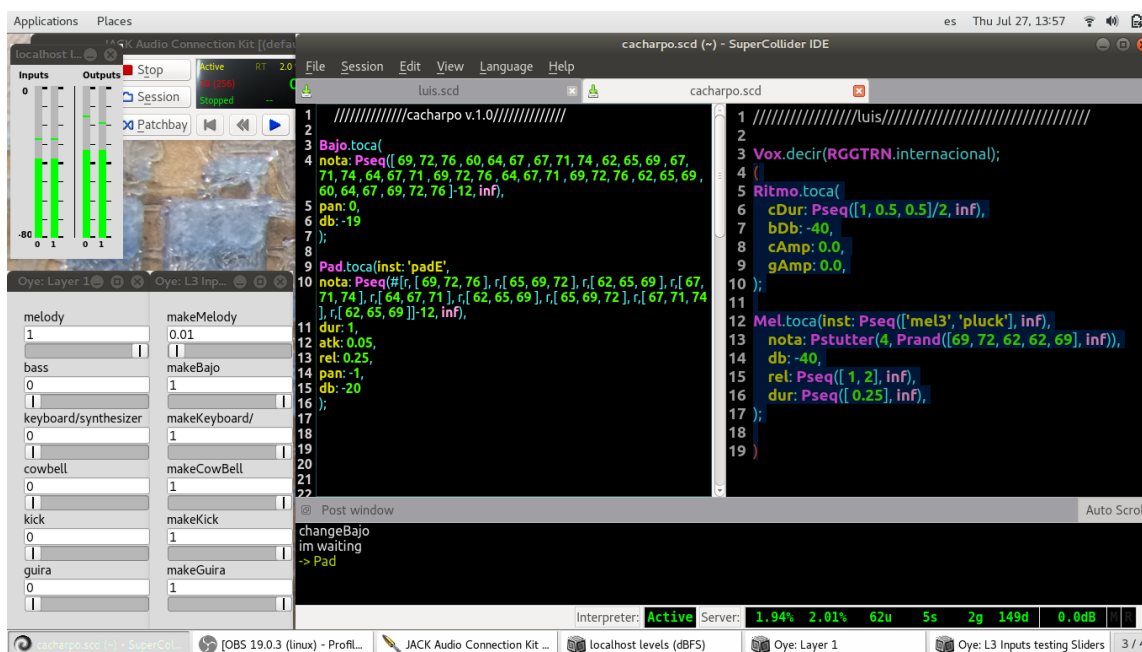 Applications Places es Thu Jul 27, 13:57
JACK Audio Connection Kit [(defau
localhost l...
Inputs Outputs
0
-80
0 1 0 1
Stop
Session
Patchbay
Active RT 2.0
(256)
Stopped --
cacharpo.scd (~) - SuperCollider IDE
File Session Edit View Language Help
luis.scd cacharpo.scd
1 //////////////cacharpo v.1.0//////////////
2
3 Bajo.toca(
4 nota: Pseq([ 69, 72, 76 , 60, 64, 67 , 67, 71, 74 , 62, 65, 69 , 67,
71, 74 , 64, 67, 71 , 69, 72, 76 , 64, 67, 71 , 69, 72, 76 , 62, 65, 69 ,
60, 64, 67 , 69, 72, 76 ]-12, inf),
5 pan: 0,
6 db: -19
7 );
8
9 Pad.toca(inst: 'padE',
10 nota: Pseq(#[r, [ 69, 72, 76 ], r,[ 65, 69, 72 ], r,[ 62, 65, 69 ], r,[ 67,
71, 74 ], r,[ 64, 67, 71 ], r,[ 62, 65, 69 ], r,[ 65, 69, 72 ], r,[ 67, 71, 74
], r,[ 62, 65, 69 ]]-12, inf),
11 dur: 1,
12 atk: 0.05,
13 rel: 0.25,
14 pan: -1,
15 db: -20
16 );
17
18
19
20
21
22
1 /////////////////luis//////////////////////////////////
2
3 Vox.decir(RGGTRN.internacional);
4 (
5 Ritmo.toca(
6 cDur: Pseq([1, 0.5, 0.5]/2, inf),
7 bDb: -40,
8 cAmp: 0.0,
9 gAmp: 0.0,
10 );
11
12 Mel.toca(inst: Pseq(['mel3', 'pluck'], inf),
13 nota: Pstutter(4, Prand([69, 72, 62, 62, 69], inf)),
14 db: -40,
15 rel: Pseq([ 1, 2], inf),
16 dur: Pseq([ 0.25], inf),
17 );
18
19 )
Oye: Layer 1 Oye: L3 Inp...
melody makeMelody
1 0.01
bass makeBajo
0 1
keyboard/synthesizer makeKeyboard/
0 1
cowbell makeCowBell
0 1
kick makeKick
0 1
guira makeGuira
0 1
Post window Auto Scrol
changeBajo
im waiting
-> Pad
Interpreter: Active Server: 1.94% 2.01% 62u 5s 2g 149d 0.0dB M R
cacharpo.scd (~) - SuperCol... [OBS 19.0.3 (linux) - Profil... JACK Audio Connection Kit ... localhost levels (dBFS) Oye: Layer 1 Oye: L3 Inputs testing Sliders 3 / 4